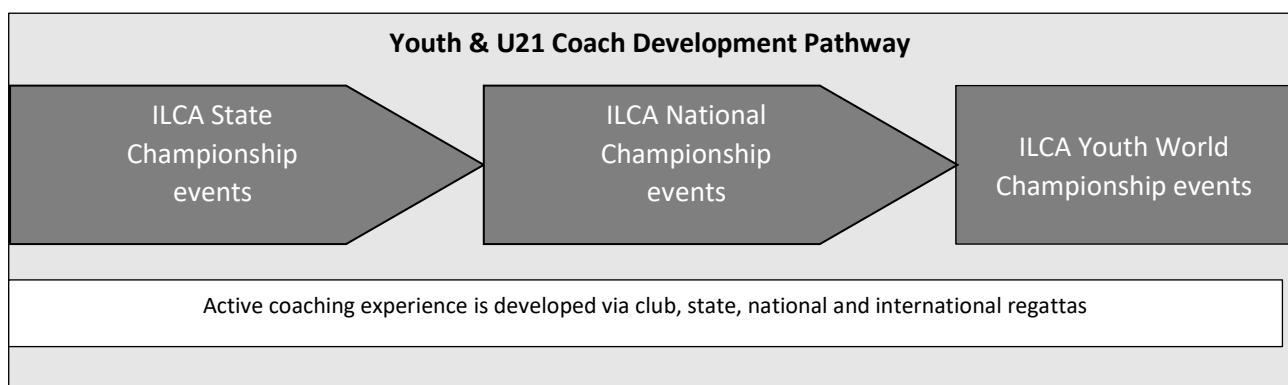 Youth & U21 Coach Development Pathway
ILCA State
Championship
events
ILCA National
Championship
events
ILCA Youth World
Championship events
Active coaching experience is developed via club, state, national and international regattas